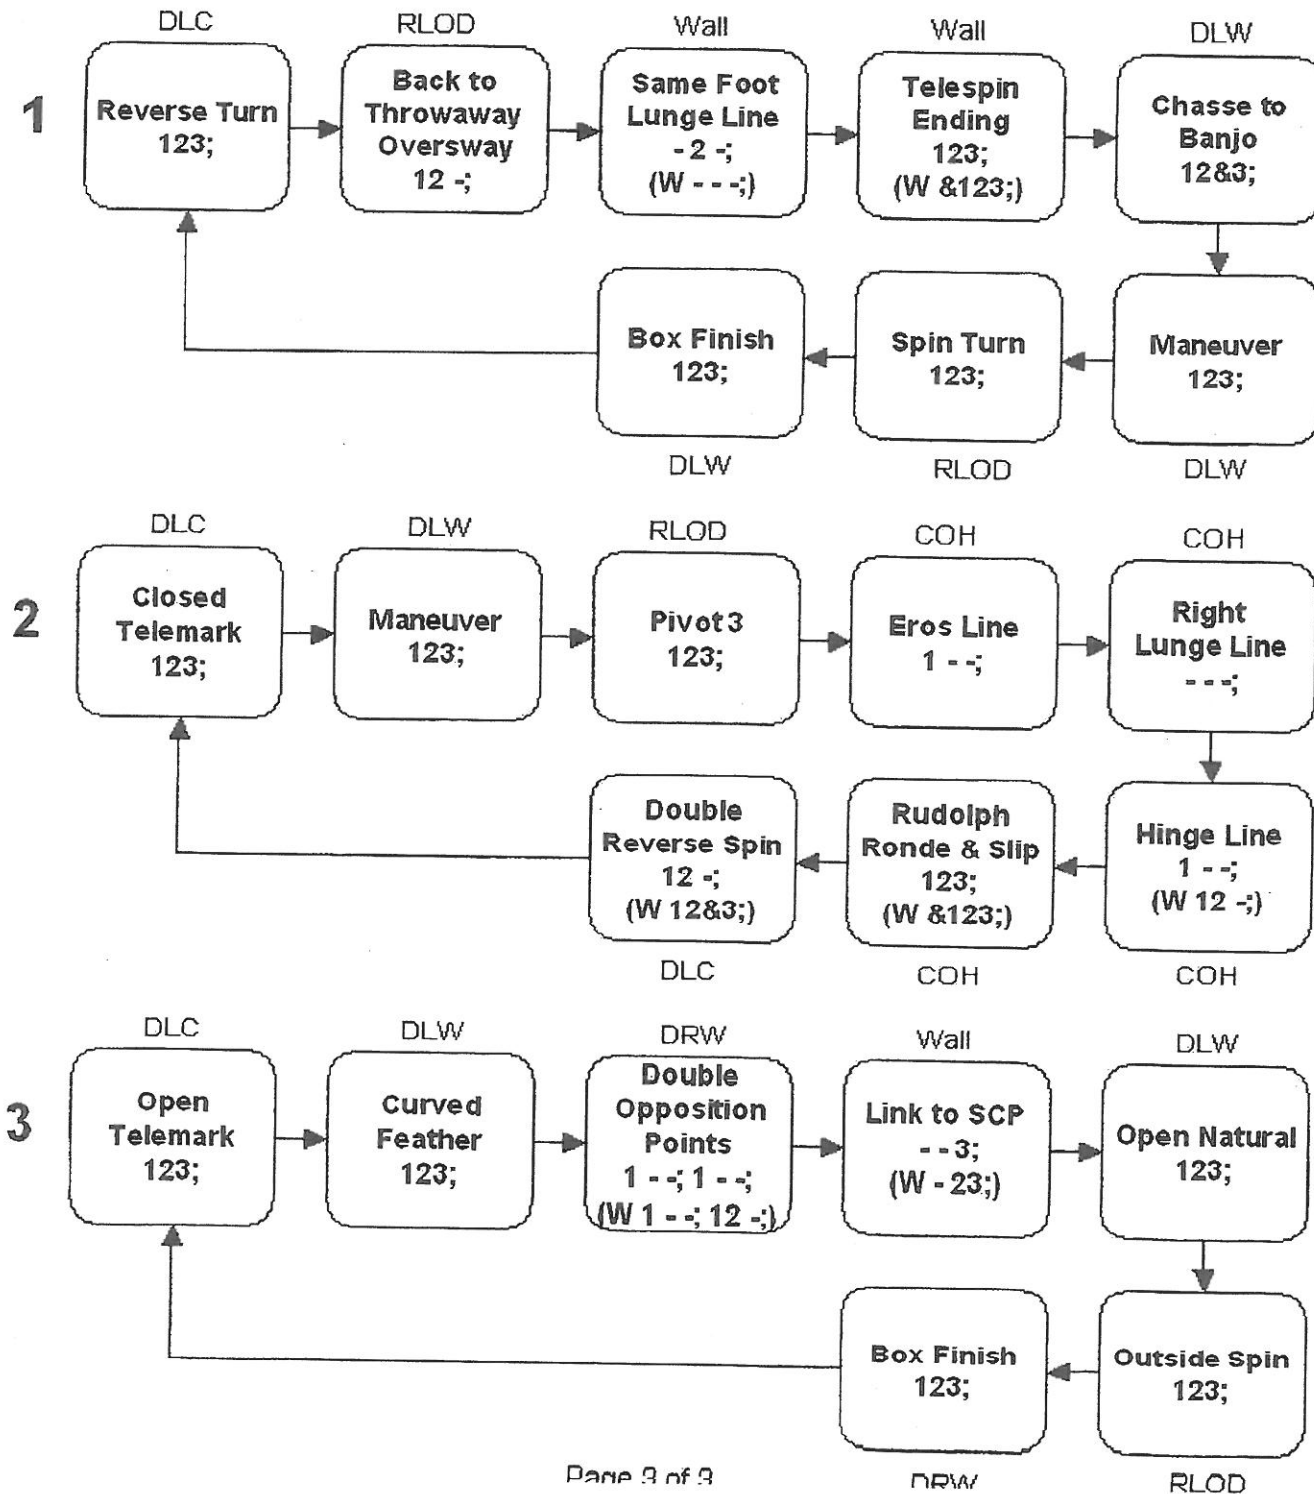 DLC
RLOD
Wall
Wall
DLW
1
Reverse Turn
123;
Back to
Throwaway
Oversway
12 -;
Same Foot
Lunge Line
- 2 -;
(W - - -;)
Telespin
Ending
123;
(W &123;)
Chasse to
Banjo
12&3;
Box Finish
123;
Spin Turn
123;
Maneuver
123;
DLW
RLOD
DLW
DLC
DLW
RLOD
COH
COH
2
Closed
Telemark
123;
Maneuver
123;
Pivot 3
123;
Eros Line
1 - -;
Right
Lunge Line
- - -;
Double
Reverse Spin
12 -;
(W 12&3;)
Rudolph
Ronde & Slip
123;
(W &123;)
Hinge Line
1 - -;
(W 12 -;)
DLC
COH
COH
DLC
DLW
DRW
Wall
DLW
3
Open
Telemark
123;
Curved
Feather
123;
Double
Opposition
Points
1 - -; 1 - -;
(W 1 - -; 12 -;)
Link to SCP
- - 3;
(W - 23;)
Open Natural
123;
Box Finish
123;
Outside Spin
123;
Page 3 of 3
DRW
RLOD